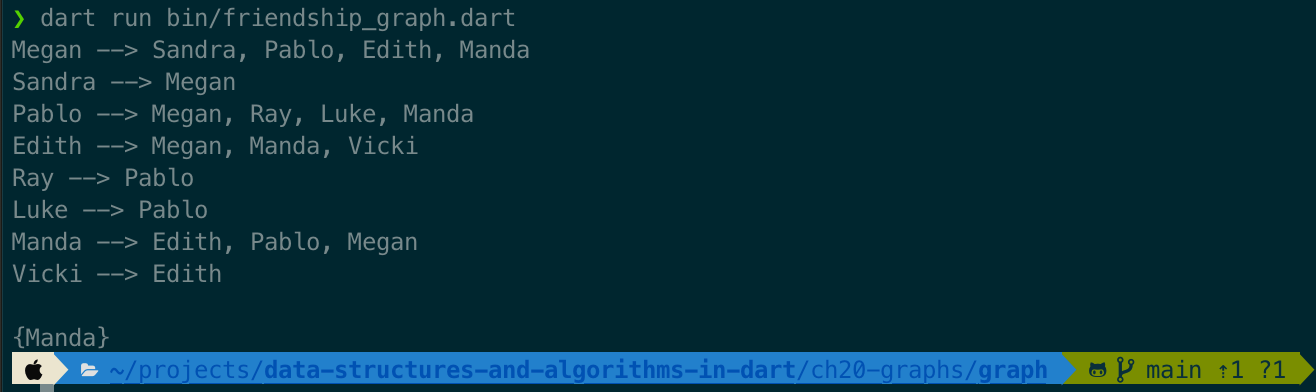 ❯ dart run bin/friendship_graph.dart
Megan --> Sandra, Pablo, Edith, Manda
Sandra --> Megan
Pablo --> Megan, Ray, Luke, Manda
Edith --> Megan, Manda, Vicki
Ray --> Pablo
Luke --> Pablo
Manda --> Edith, Pablo, Megan
Vicki --> Edith
{Manda}
~/projects/data-structures-and-algorithms-in-dart/ch20-graphs/graph main ↑1 ?1